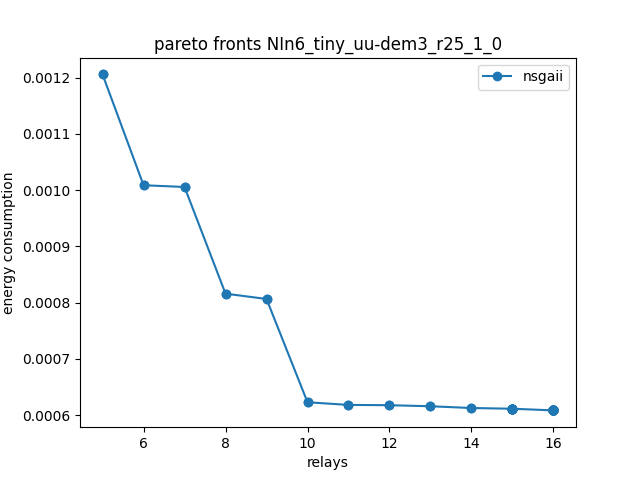 pareto fronts NIn6_tiny_uu-dem3_r25_1_0
nsgaii
energy consumption
0.0012
0.0011
0.0010
0.0009
0.0008
0.0007
0.0006
6 8 10 12 14 16
relays